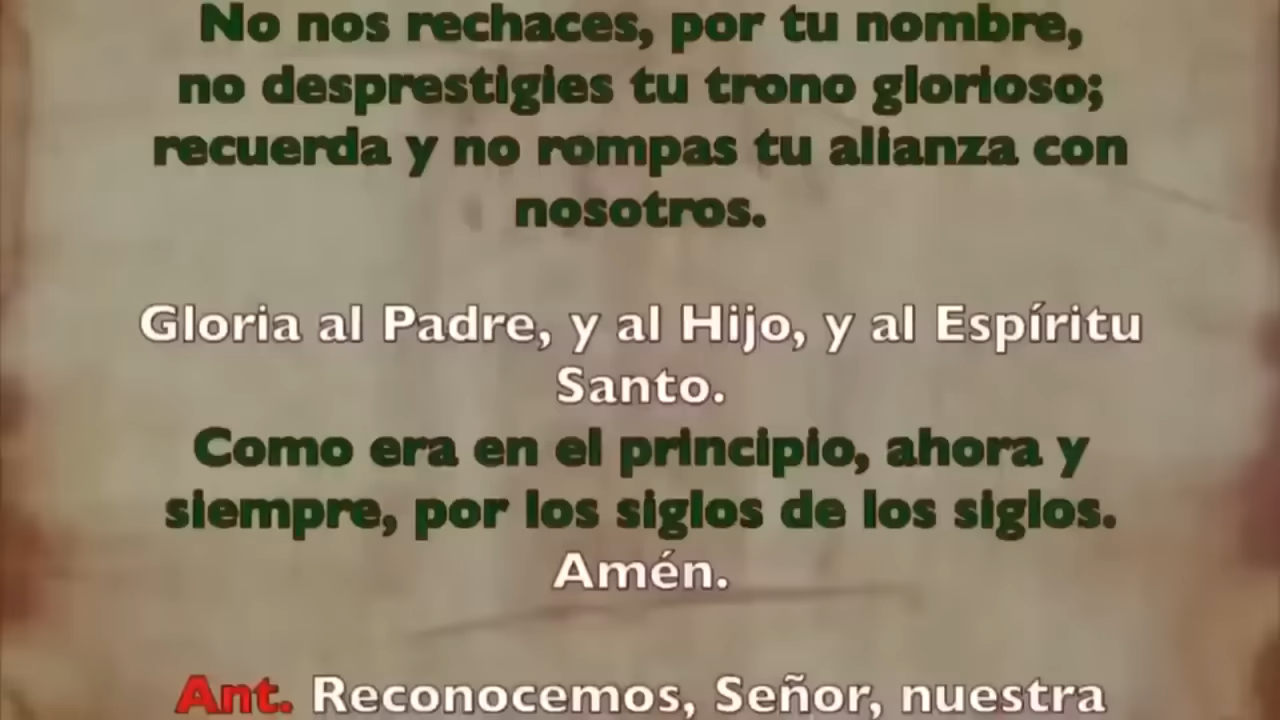 No nos rechaces, por tu nombre,
no desprestigies tu trono glorioso;
recuerda y no rompas tu alianza con
nosotros.
Gloria al Padre, y al Hijo, y al Espíritu
Santo.
Como era en el principio, ahora y
siempre, por los siglos de los siglos.
Amén.
Ant. Reconocemos, Señor, nuestra